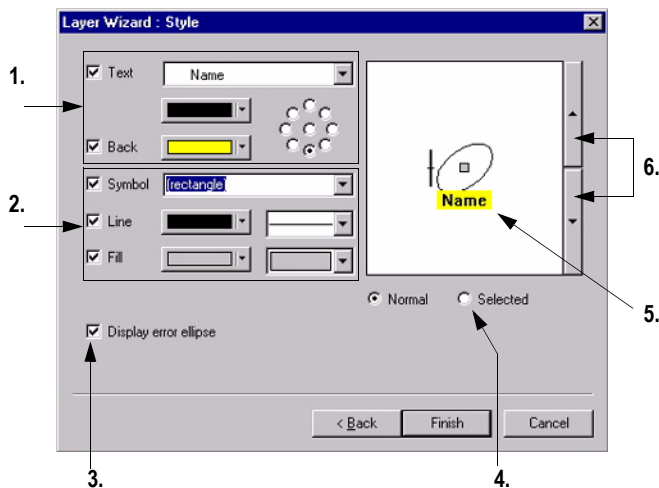 Layer Wizard : Style
1.
Text
Name
Back
2.
Symbol
(rectangle)
Line
Fill
Name
6.
5.
Normal
Selected
Display error ellipse
< Back
Finish
Cancel
3.
4.